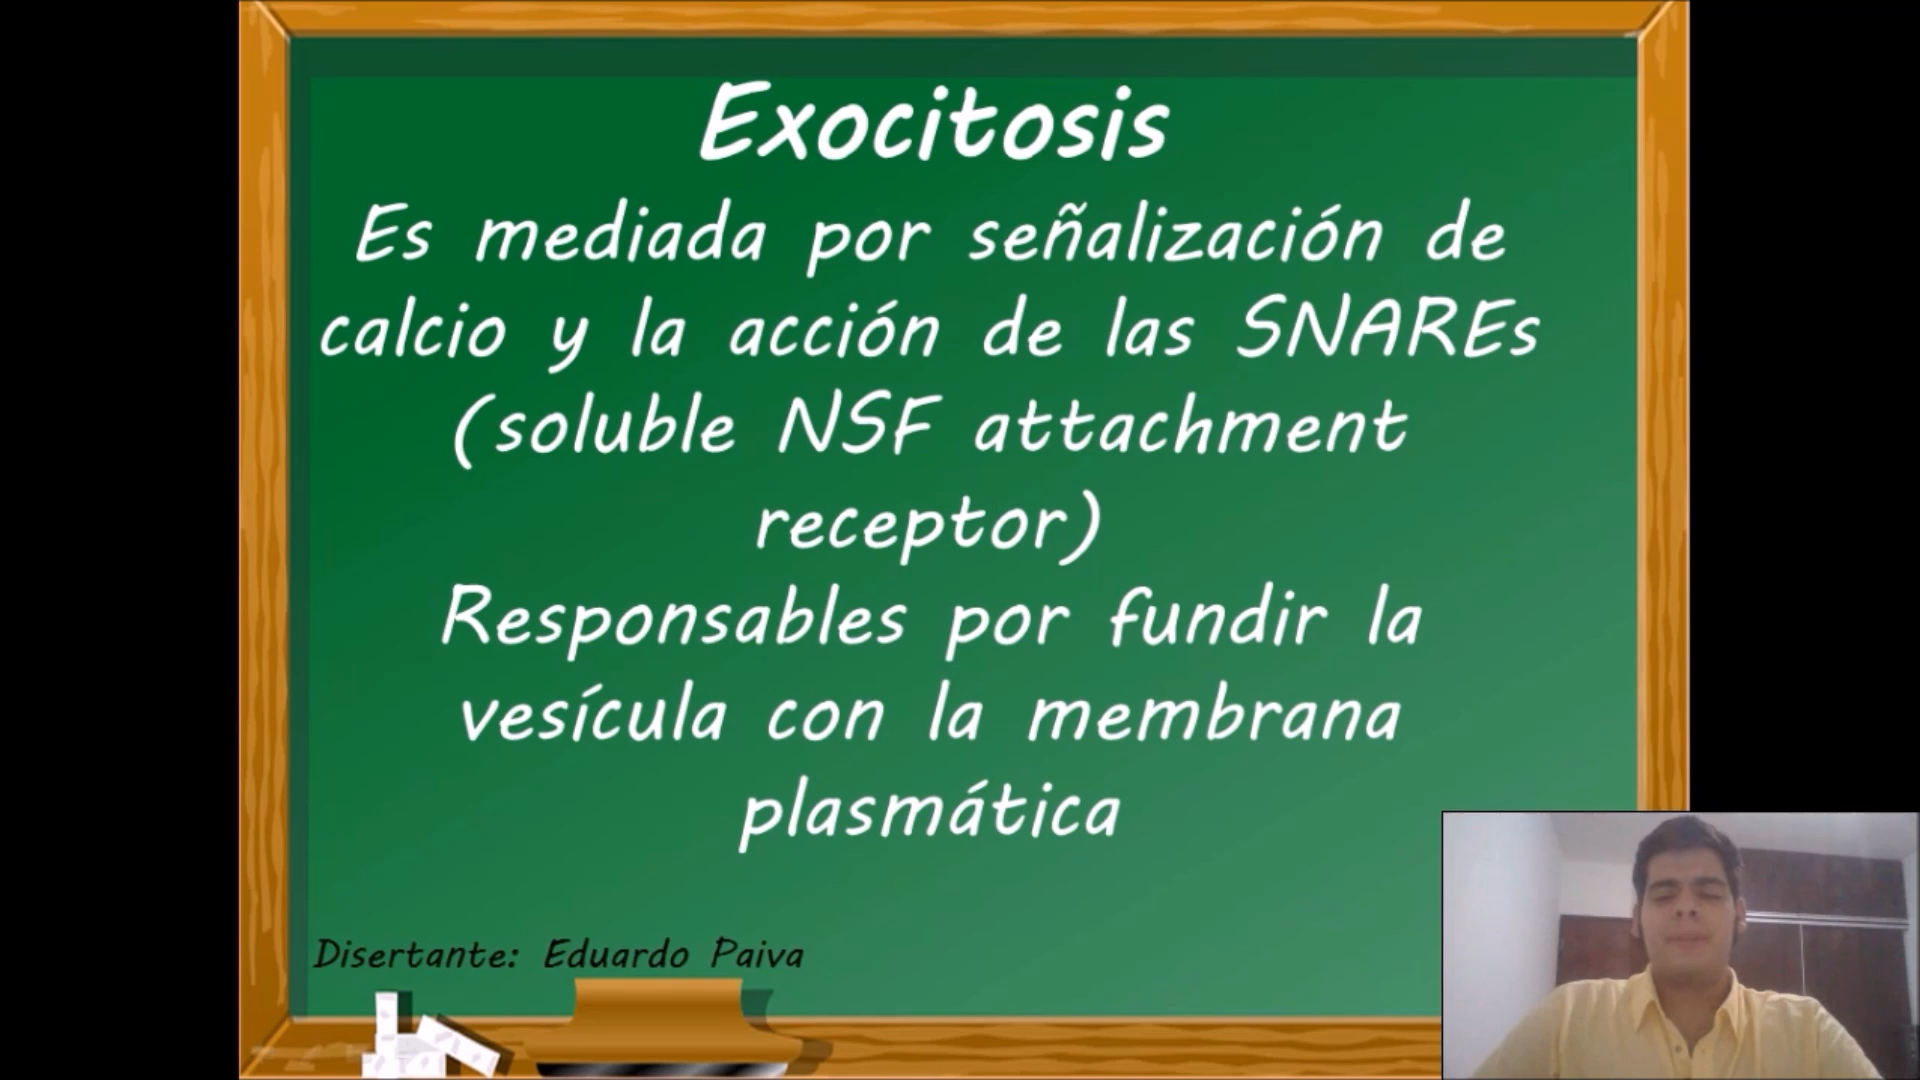 Exocitosis
Es mediada por señalización de
calcio y la acción de las SNAREs
(soluble NSF attachment
receptor)
Responsables por fundir la
vesícula con la membrana
plasmática
Disertante: Eduardo Paiva